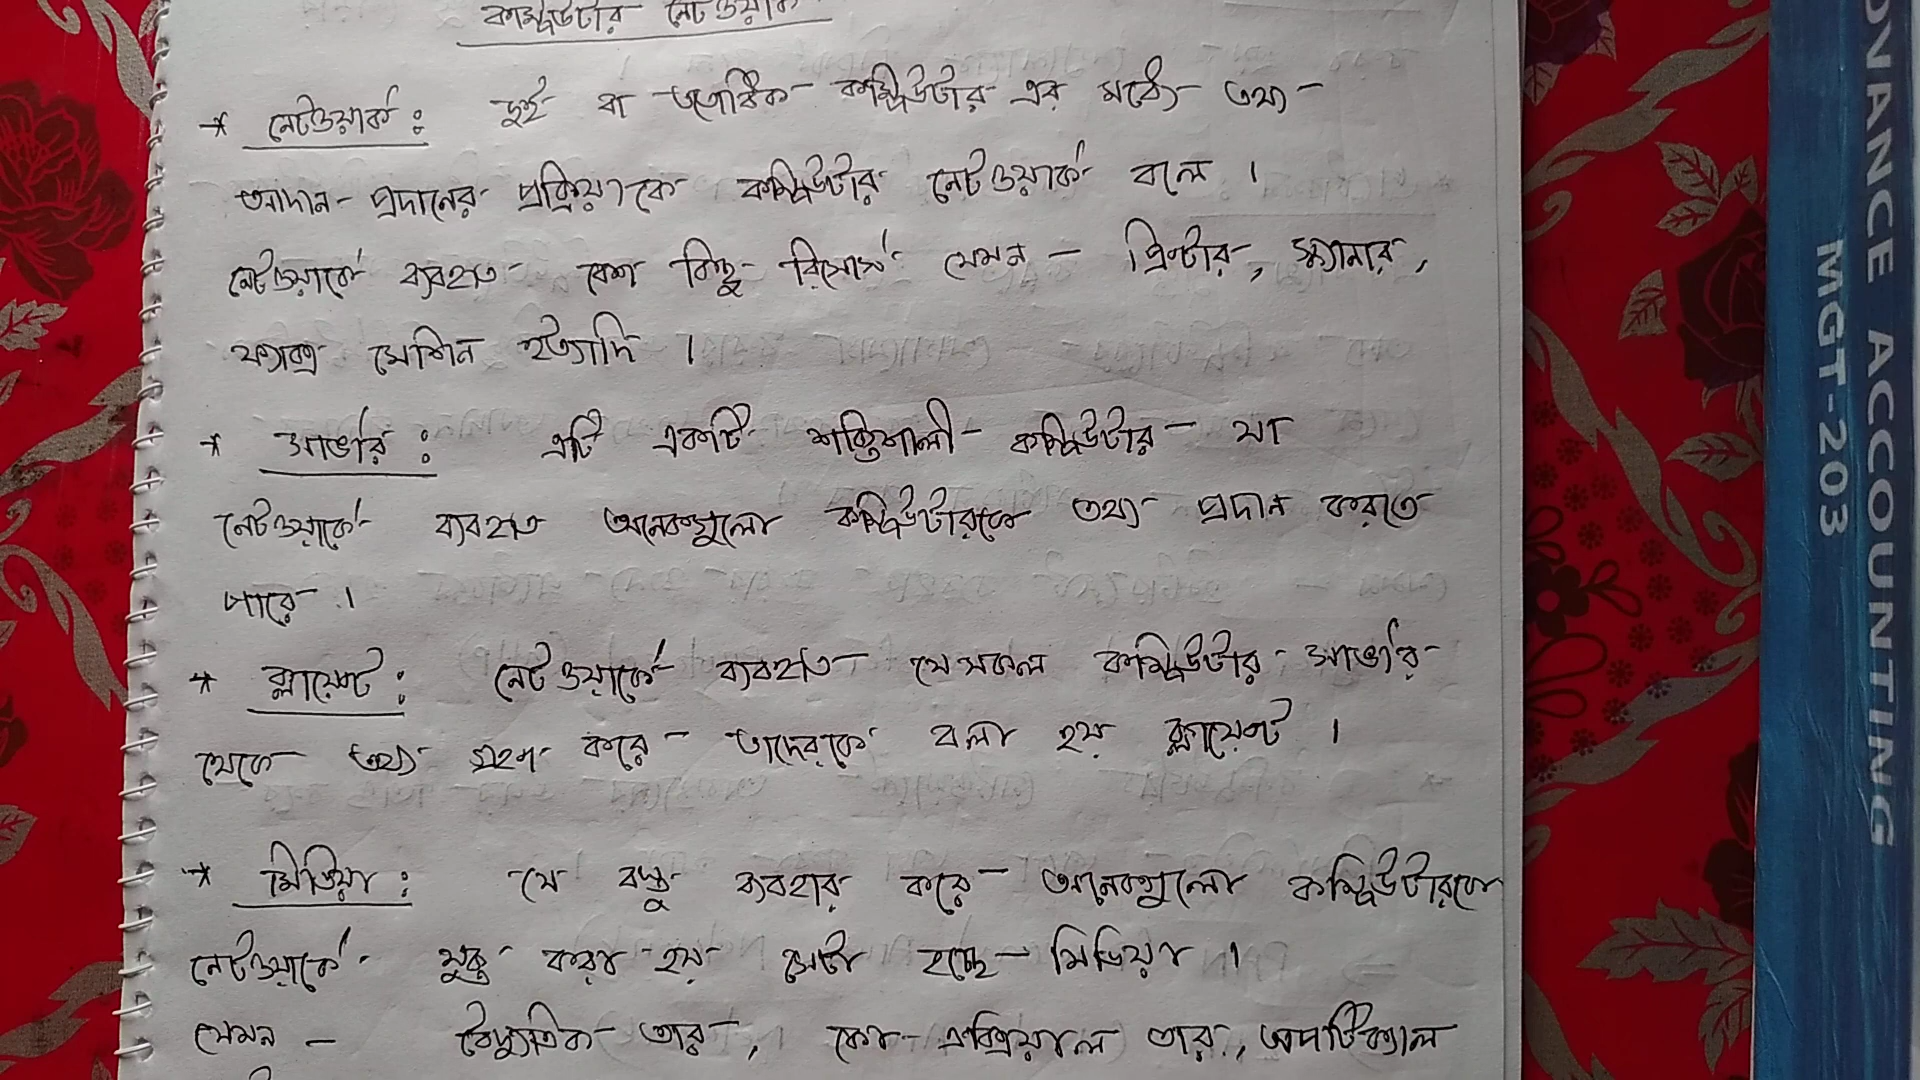 কম্পিউটার নেটওয়ার্ক
* নেটওয়ার্ক : দুই বা ততোধিক কম্পিউটার এর মধ্যে তথ্য
আদান-প্রদানের প্রক্রিয়াকে কম্পিউটার নেটওয়ার্ক বলে ।
নেটওয়ার্কে ব্যবহৃত বেশ কিছু রিসোর্স যেমন – প্রিন্টার, স্ক্যানার,
ফ্যাক্স মেশিন ইত্যাদি ।
* সার্ভার : এটি একটি শক্তিশালী কম্পিউটার যা
নেটওয়ার্কে ব্যবহৃত অনেকগুলো কম্পিউটারকে তথ্য প্রদান করতে
পারে ।
* ক্লায়েন্ট : নেটওয়ার্কে ব্যবহৃত যেসকল কম্পিউটার সার্ভার
থেকে তথ্য গ্রহণ করে তাদেরকে বলা হয় ক্লায়েন্ট ।
* মিডিয়া : যে বস্তু ব্যবহার করে অনেকগুলো কম্পিউটারকে
নেটওয়ার্কে যুক্ত করা হয় সেটা হচ্ছে মিডিয়া ।
যেমন – বৈদ্যুতিক তার, কো-এক্সিয়াল তার, অপটিক্যাল
DVANCE ACCOUNTING
MGT-203